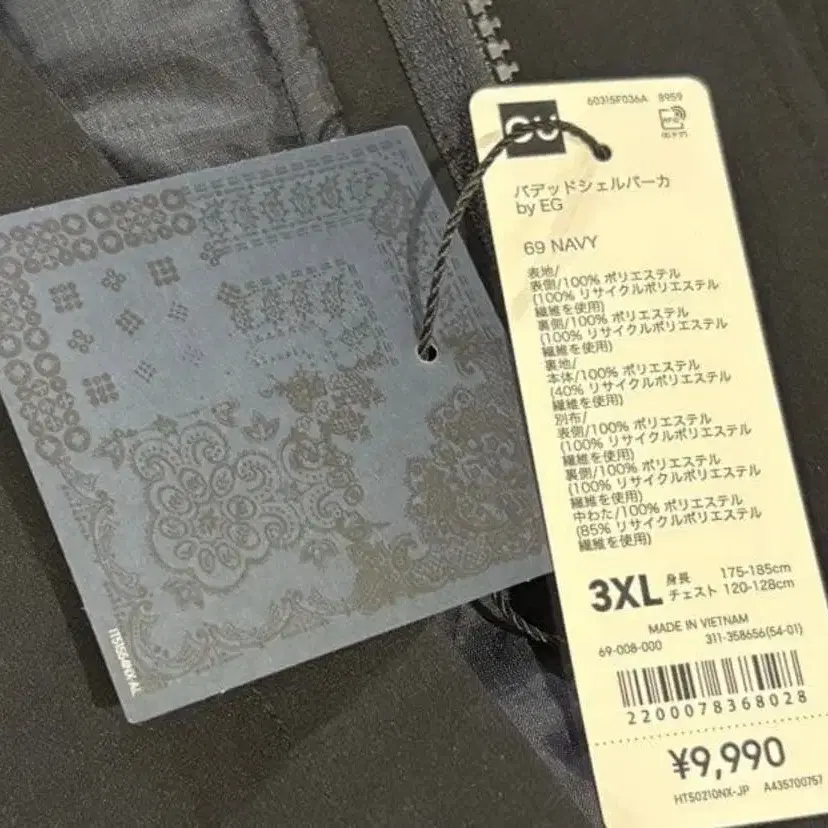 GU
60315F036A 8959
パデッドシェルパーカ
by EG
69 NAVY
表地/
表側/100% ポリエステル
(100% リサイクルポリエステル
繊維を使用)
裏側/100% ポリエステル
(100% リサイクルポリエステル
繊維を使用)
裏地/
本体/100% ポリエステル
(40% リサイクルポリエステル
繊維を使用)
別布/
表側/100% ポリエステル
(100% リサイクルポリエステル
繊維を使用)
裏側/100% ポリエステル
(100% リサイクルポリエステル
繊維を使用)
中わた/100% ポリエステル
(85% リサイクルポリエステル
繊維を使用)
3XL 身長 175-185cm
チェスト 120-128cm
MADE IN VIETNAM
69-008-000 311-358656(54-01)
2200078368028
¥9,990
HT50210NX-JP A435700757